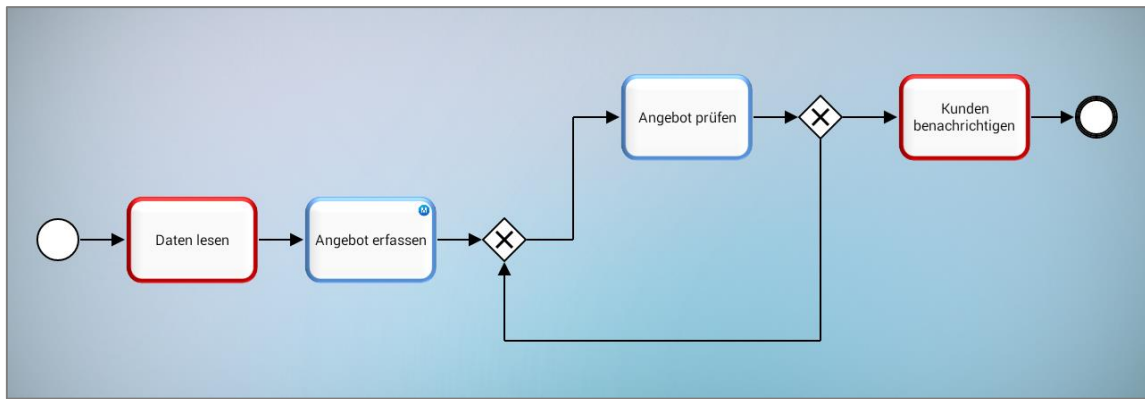 Daten lesen
Angebot erfassen
M
Angebot prüfen
Kunden
benachrichtigen